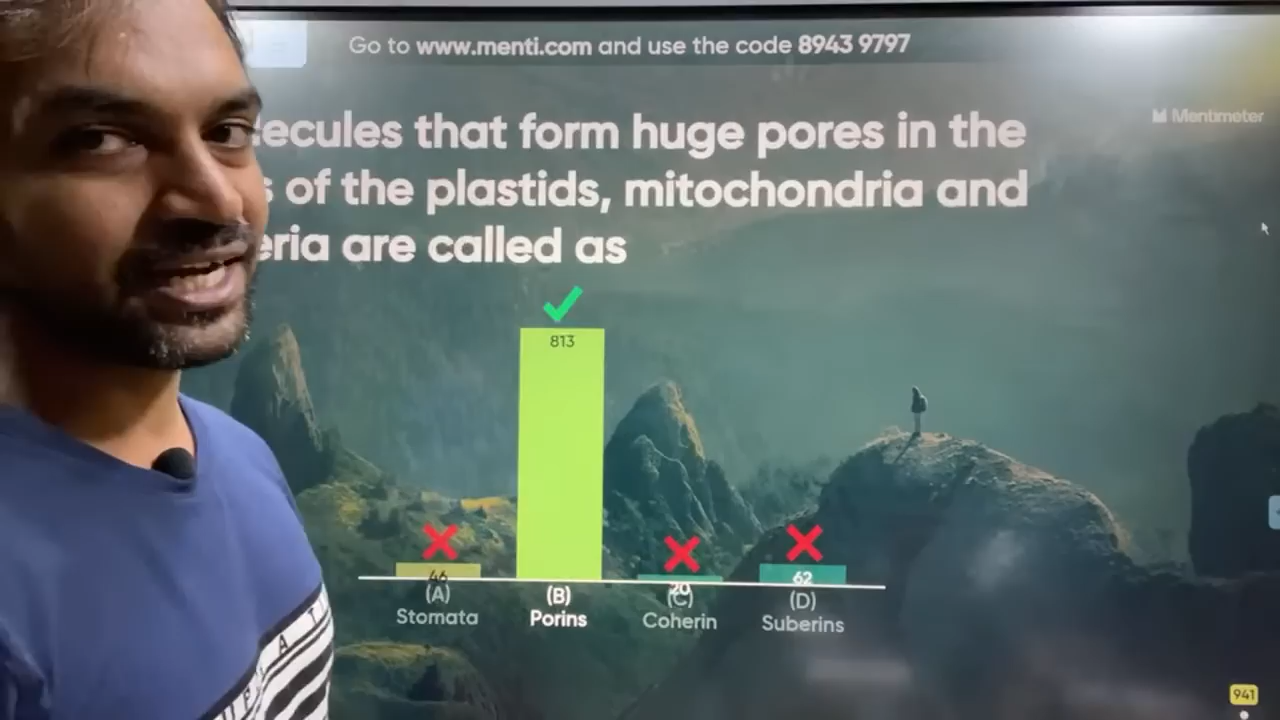 Go to www.menti.com and use the code 8943 9797
Mentimeter
ecules that form huge pores in the
s of the plastids, mitochondria and
eria are called as
813
46
20
62
(A)
(B)
(C)
(D)
Stomata
Porins
Coherin
Suberins
941